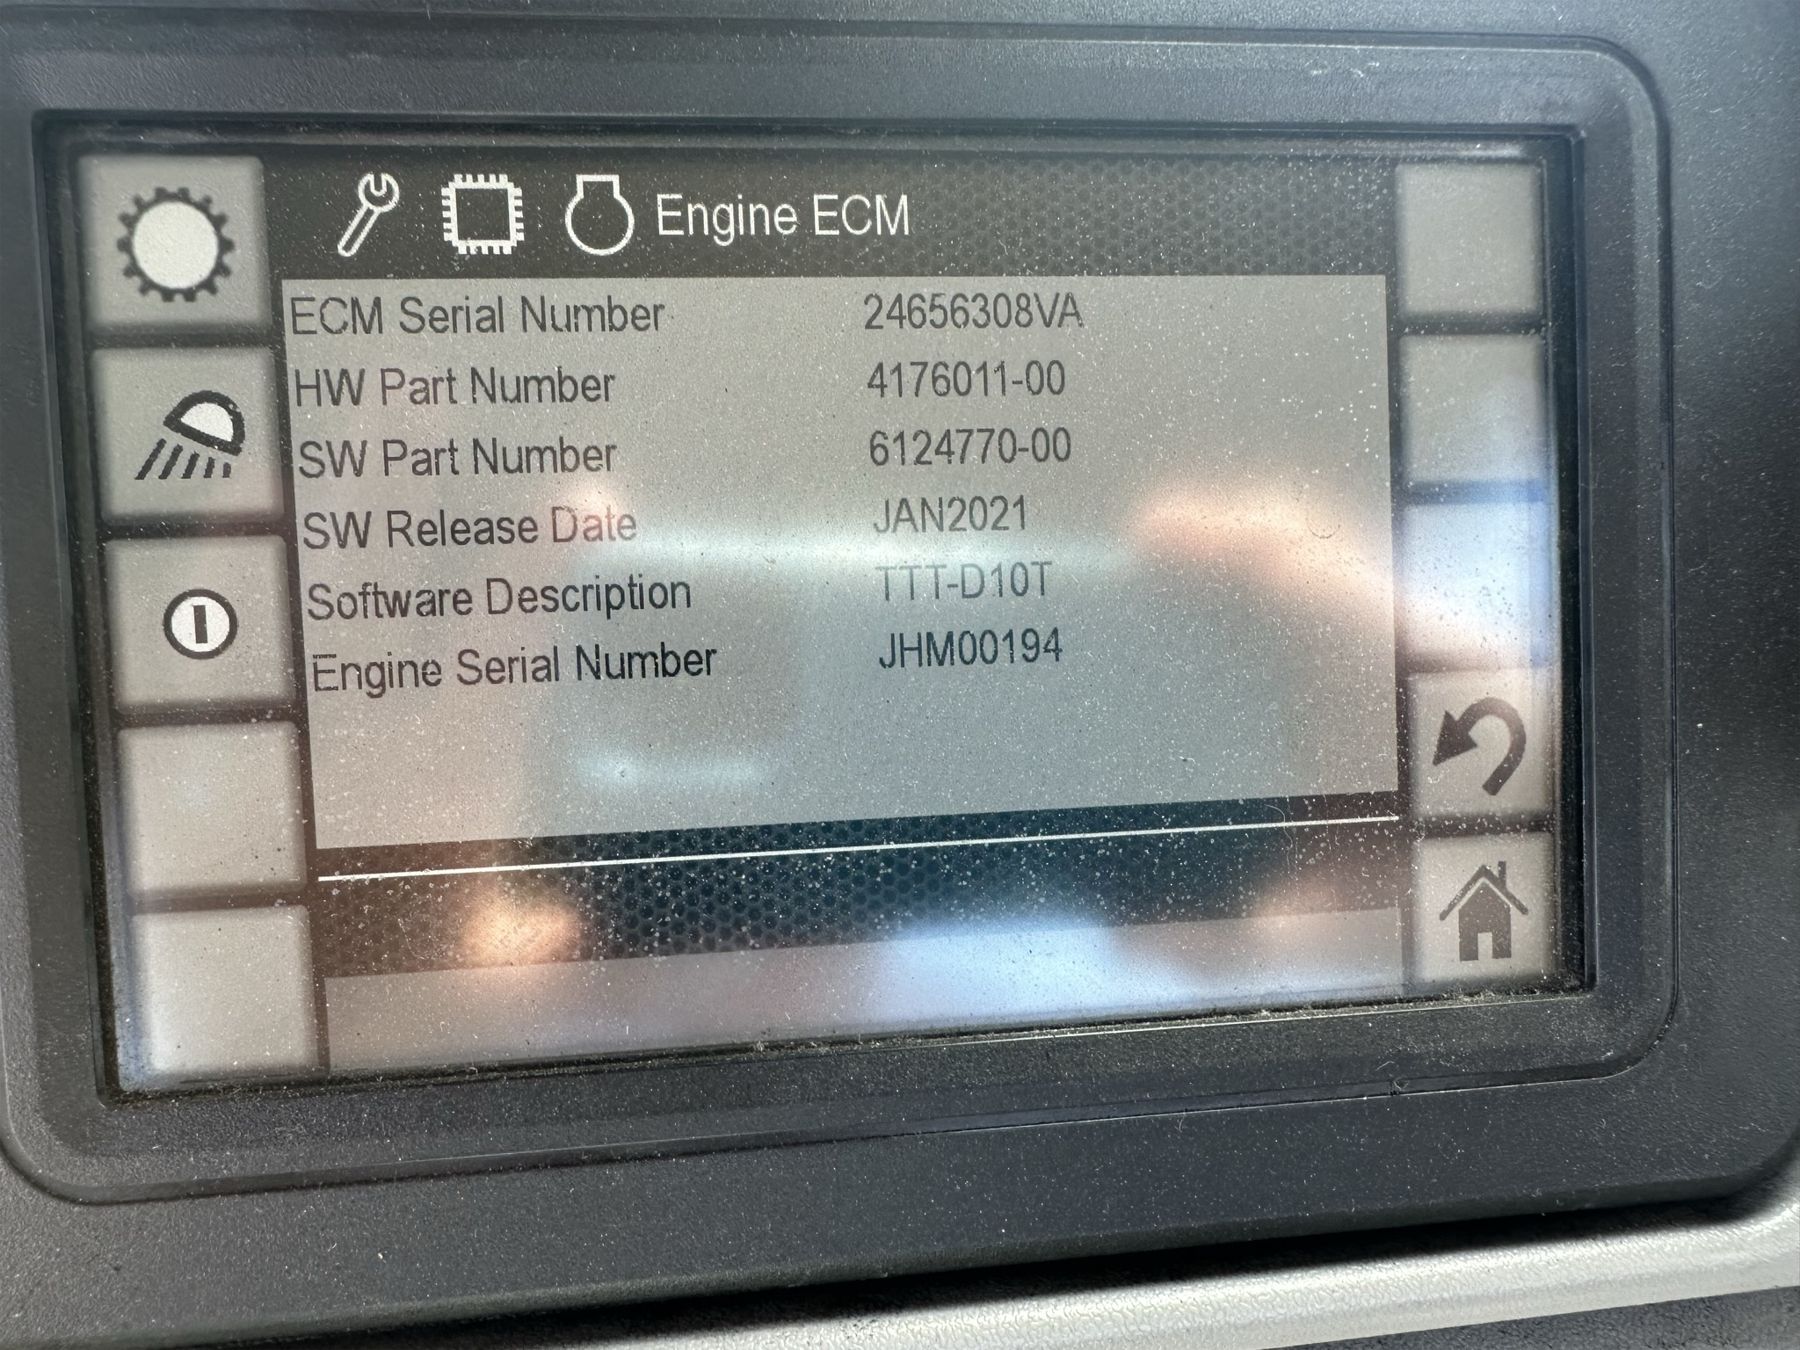 Engine ECM
ECM Serial Number 24656308VA
HW Part Number 4176011-00
SW Part Number 6124770-00
SW Release Date JAN2021
Software Description TTT-D10T
Engine Serial Number JHM00194